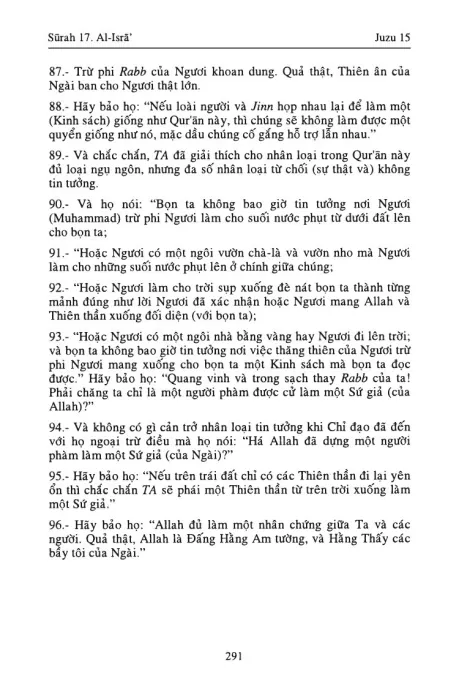 Sūrah 17. Al-Isrā’ Juzu 15
87.- Trừ phi Rabb của Ngươi khoan dung. Quả thật, Thiên ân của
Ngài ban cho Ngươi thật lớn.
88.- Hãy bảo họ: “Nếu loài người và Jinn họp nhau lại để làm một
(Kinh sách) giống như Qur'ān này, thì chúng sẽ không làm được một
quyển giống như nó, mặc dầu chúng cố gắng hỗ trợ lẫn nhau.”
89.- Và chắc chắn, TA đã giải thích cho nhân loại trong Qur'ān này
đủ loại ngụ ngôn, nhưng đa số nhân loại từ chối (sự thật và) không
tin tưởng.
90.- Và họ nói: “Bọn ta không bao giờ tin tưởng nơi Ngươi
(Muhammad) trừ phi Ngươi làm cho suối nước phụt từ dưới đất lên
cho bọn ta;
91.- “Hoặc Ngươi có một ngôi vườn chà-là và vườn nho mà Ngươi
làm cho những suối nước phụt lên ở chính giữa chúng;
92.- “Hoặc Ngươi làm cho trời sụp xuống đè nát bọn ta thành từng
mảnh đúng như lời Ngươi đã xác nhận hoặc Ngươi mang Allah và
Thiên thần xuống đối diện (với bọn ta);
93.- “Hoặc Ngươi có một ngôi nhà bằng vàng hay Ngươi đi lên trời;
và bọn ta không bao giờ tin tưởng nơi việc thăng thiên của Ngươi trừ
phi Ngươi mang xuống cho bọn ta một Kinh sách mà bọn ta đọc
được.” Hãy bảo họ: “Quang vinh và trong sạch thay Rabb của ta!
Phải chăng ta chỉ là một người phàm được cử làm một Sứ giả (của
Allah)?”
94.- Và không có gì cản trở nhân loại tin tưởng khi Chỉ đạo đã đến
với họ ngoại trừ điều mà họ nói: “Há Allah đã dựng một người
phàm làm một Sứ giả (của Ngài)?”
95.- Hãy bảo họ: “Nếu trên trái đất chỉ có các Thiên thần đi lại yên
ổn thì chắc chắn TA sẽ phái một Thiên thần từ trên trời xuống làm
một Sứ giả.”
96.- Hãy bảo họ: “Allah đủ làm một nhân chứng giữa Ta và các
người. Quả thật, Allah là Đấng Hằng Am tường, và Hằng Thấy các
bầy tôi của Ngài.”
291